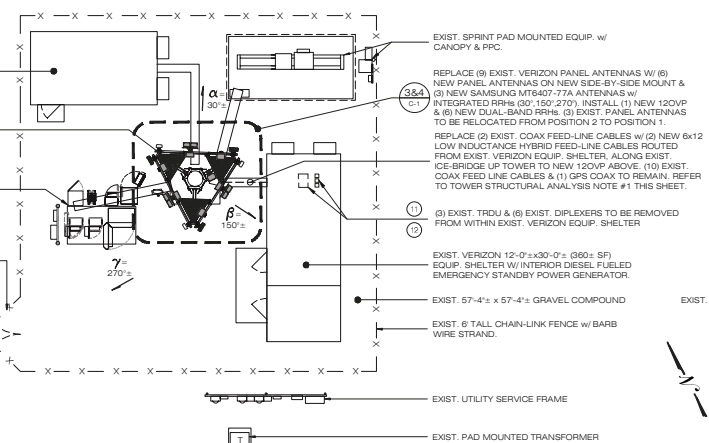 EXIST. SPRINT PAD MOUNTED EQUIP. w/
CANOPY & PPC.
REPLACE (9) EXIST. VERIZON PANEL ANTENNAS W/ (6)
NEW PANEL ANTENNAS ON NEW SIDE-BY-SIDE MOUNT &
(3) NEW SAMSUNG MT6407-77A ANTENNAS w/
INTEGRATED RRHs (30°,150°,270°). INSTALL (1) NEW 12OVP
& (6) NEW DUAL-BAND RRHs. (3) EXIST. PANEL ANTENNAS
TO BE RELOCATED FROM POSITION 2 TO POSITION 1.
3&4
C-1
REPLACE (2) EXIST. COAX FEED-LINE CABLES w/ (2) NEW 6x12
LOW INDUCTANCE HYBRID FEED-LINE CABLES ROUTED
FROM EXIST. VERIZON EQUIP. SHELTER, ALONG EXIST.
ICE-BRIDGE UP TOWER TO NEW 12OVP ABOVE. (10) EXIST.
COAX FEED LINE CABLES & (1) GPS COAX TO REMAIN. REFER
TO TOWER STRUCTURAL ANALYSIS NOTE #1 THIS SHEET.
α=
30°±
β=
150°±
γ=
270°±
11
12
(3) EXIST. TRDU & (6) EXIST. DIPLEXERS TO BE REMOVED
FROM WITHIN EXIST. VERIZON EQUIP. SHELTER
EXIST. VERIZON 12'-0"±x30'-0"± (360± SF)
EQUIP. SHELTER W/ INTERIOR DIESEL FUELED
EMERGENCY STANDBY POWER GENERATOR.
EXIST. 57'-4"± x 57'-4"± GRAVEL COMPOUND
EXIST.
EXIST. 6' TALL CHAIN-LINK FENCE w/ BARB
WIRE STRAND.
N
EXIST. UTILITY SERVICE FRAME
T
EXIST. PAD MOUNTED TRANSFORMER